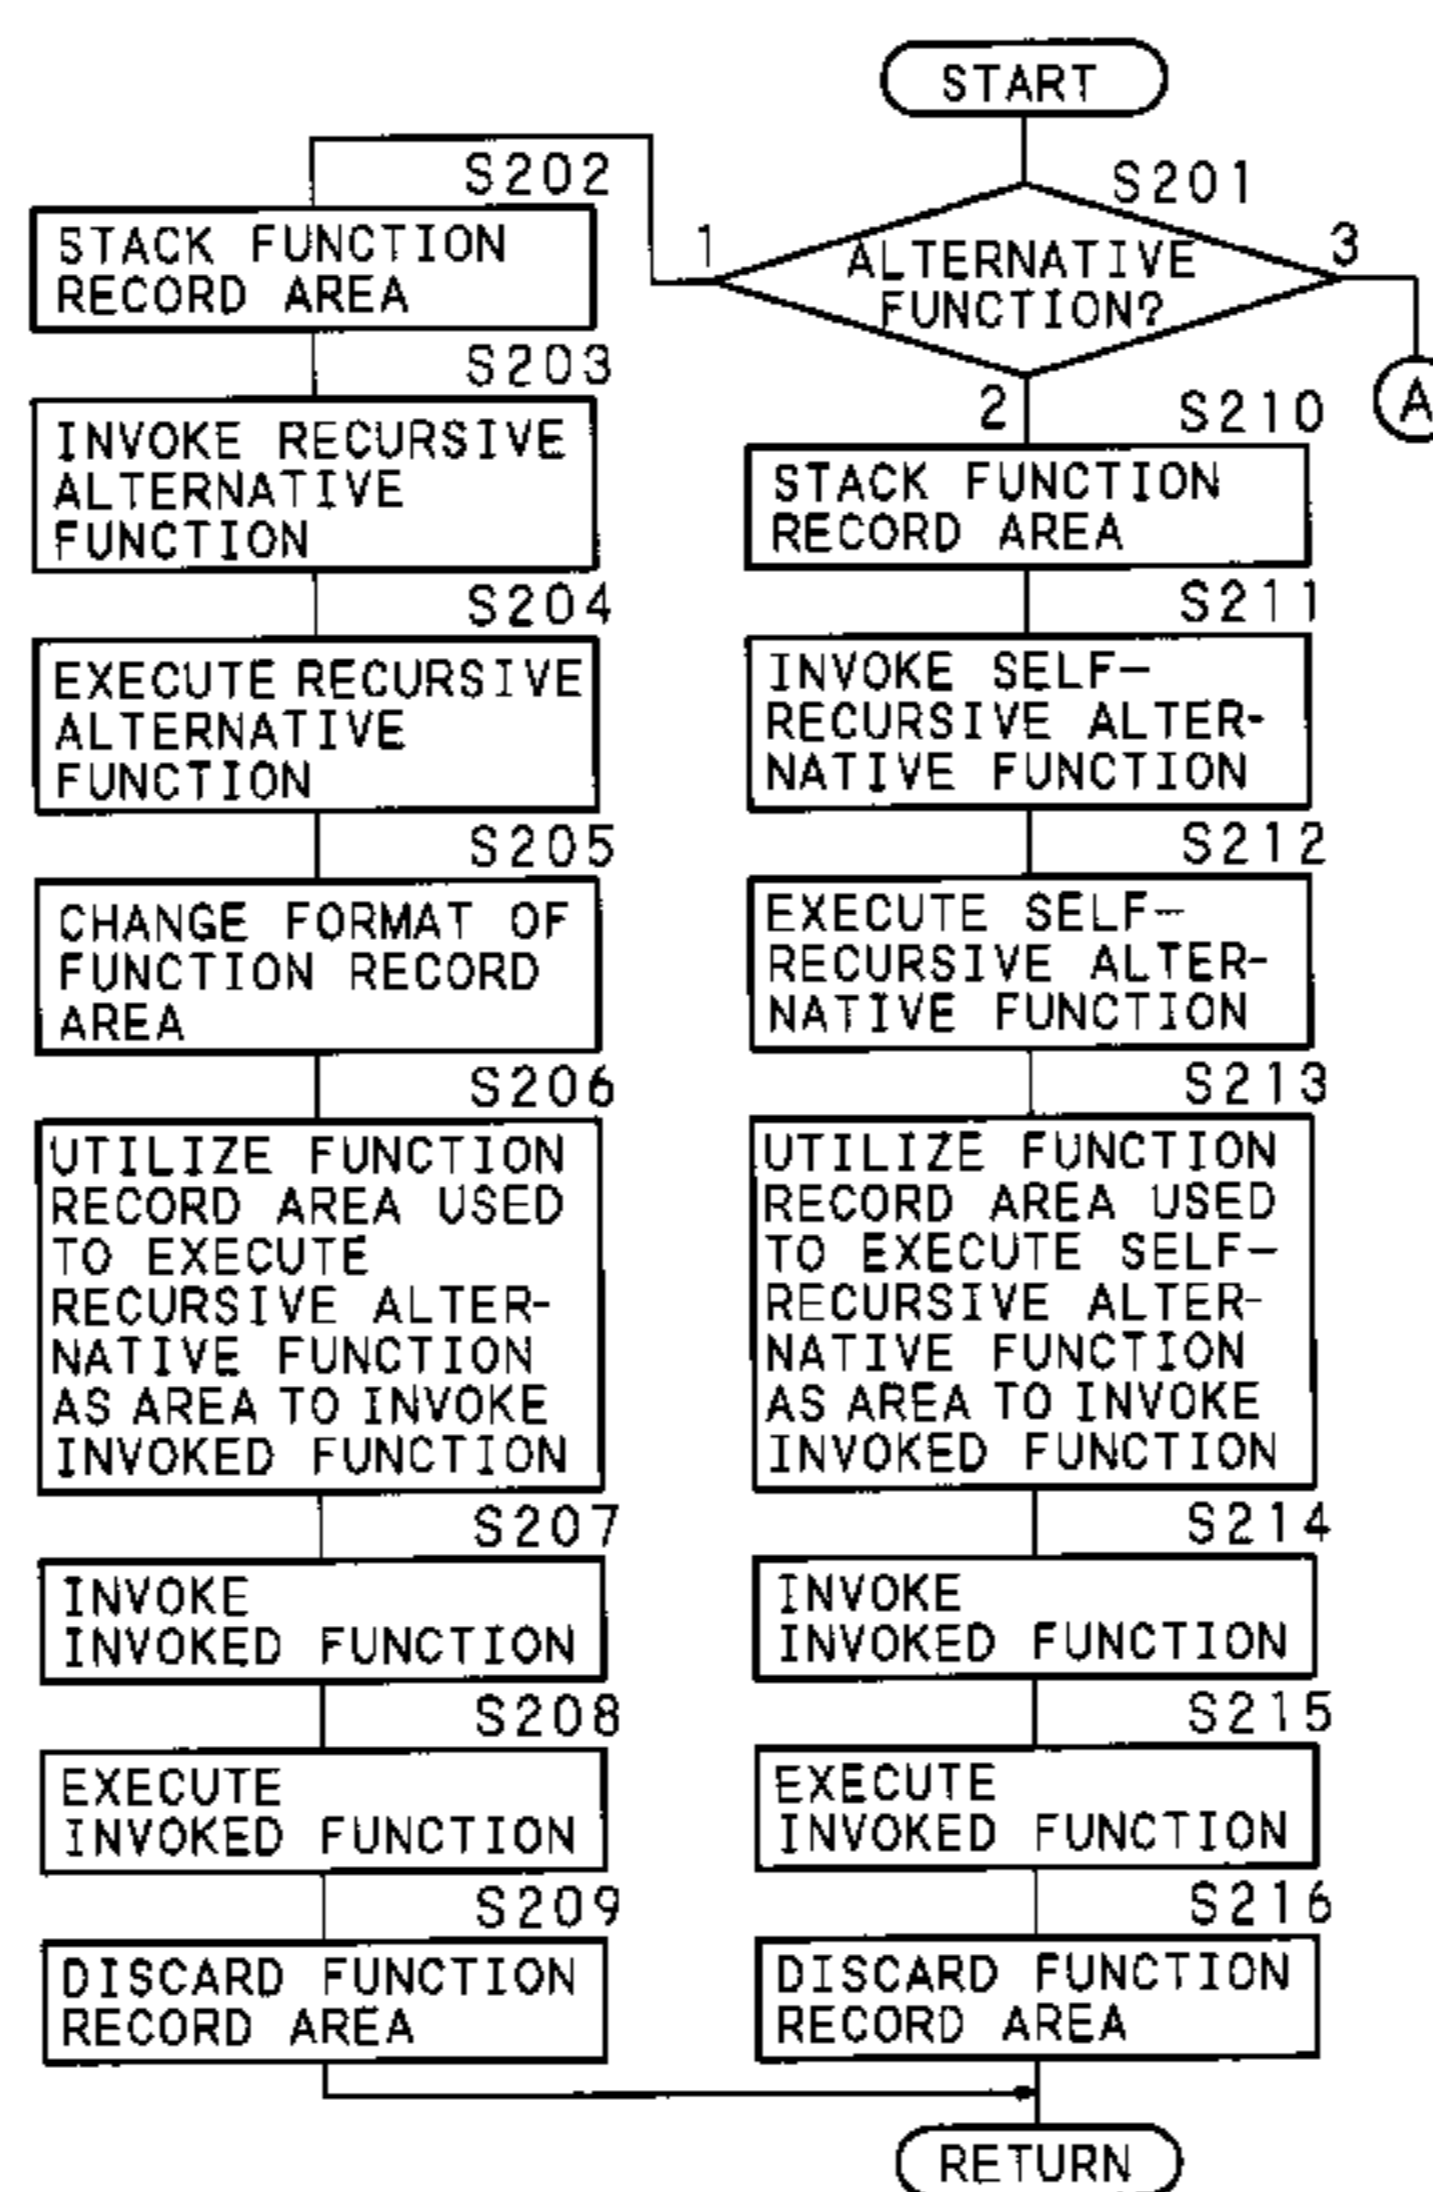 START
S201
ALTERNATIVE
FUNCTION?
1
2
3
A
S202
STACK FUNCTION
RECORD AREA
S203
INVOKE RECURSIVE
ALTERNATIVE
FUNCTION
S204
EXECUTE RECURSIVE
ALTERNATIVE
FUNCTION
S205
CHANGE FORMAT OF
FUNCTION RECORD
AREA
S206
UTILIZE FUNCTION
RECORD AREA USED
TO EXECUTE
RECURSIVE ALTER-
NATIVE FUNCTION
AS AREA TO INVOKE
INVOKED FUNCTION
S207
INVOKE
INVOKED FUNCTION
S208
EXECUTE
INVOKED FUNCTION
S209
DISCARD FUNCTION
RECORD AREA
S210
STACK FUNCTION
RECORD AREA
S211
INVOKE SELF-
RECURSIVE ALTER-
NATIVE FUNCTION
S212
EXECUTE SELF-
RECURSIVE ALTER-
NATIVE FUNCTION
S213
UTILIZE FUNCTION
RECORD AREA USED
TO EXECUTE SELF-
RECURSIVE ALTER-
NATIVE FUNCTION
AS AREA TO INVOKE
INVOKED FUNCTION
S214
INVOKE
INVOKED FUNCTION
S215
EXECUTE
INVOKED FUNCTION
S216
DISCARD FUNCTION
RECORD AREA
RETURN